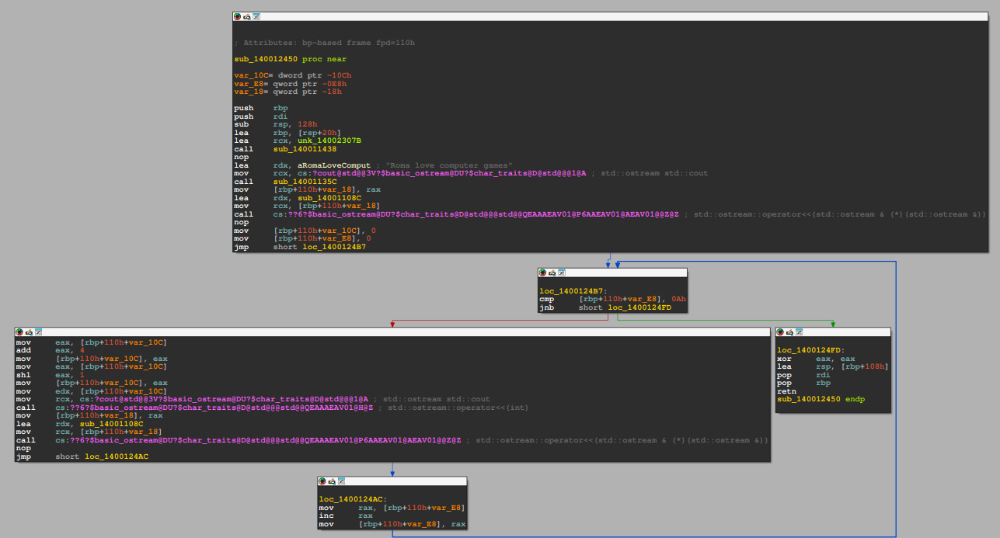 ; Attributes: bp-based frame fpd=110h
sub_140012450 proc near
var_10C= dword ptr -10Ch
var_E8= qword ptr -0E8h
var_18= qword ptr -18h
push    rbp
push    rdi
sub     rsp, 128h
lea     rbp, [rsp+20h]
lea     rcx, unk_14002307B
call    sub_140011438
nop
lea     rdx, aRomaLoveComput ; "Roma love computer games"
mov     rcx, cs:?cout@std@@3V?$basic_ostream@DU?$char_traits@D@std@@@1@A ; std::ostream std::cout
call    sub_14001135C
mov     [rbp+110h+var_18], rax
lea     rdx, sub_14001108C
mov     rcx, [rbp+110h+var_18]
call    cs:??6?$basic_ostream@DU?$char_traits@D@std@@@std@@QEAAAEAV01@P6AAEAV01@AEAV01@@Z@Z ; std::ostream::operator<<(std::ostream & (*)(std::ostream &))
nop
mov     [rbp+110h+var_10C], 0
mov     [rbp+110h+var_E8], 0
jmp     short loc_1400124B7
loc_1400124B7:
cmp     [rbp+110h+var_E8], 0Ah
jnb     short loc_1400124FD
mov     eax, [rbp+110h+var_10C]
add     eax, 4
mov     [rbp+110h+var_10C], eax
mov     eax, [rbp+110h+var_10C]
shl     eax, 1
mov     [rbp+110h+var_10C], eax
mov     edx, [rbp+110h+var_10C]
mov     rcx, cs:?cout@std@@3V?$basic_ostream@DU?$char_traits@D@std@@@1@A ; std::ostream std::cout
call    cs:??6?$basic_ostream@DU?$char_traits@D@std@@@std@@QEAAAEAV01@H@Z ; std::ostream::operator<<(int)
mov     [rbp+110h+var_18], rax
lea     rdx, sub_14001108C
mov     rcx, [rbp+110h+var_18]
call    cs:??6?$basic_ostream@DU?$char_traits@D@std@@@std@@QEAAAEAV01@P6AAEAV01@AEAV01@@Z@Z ; std::ostream::operator<<(std::ostream & (*)(std::ostream &))
nop
jmp     short loc_1400124AC
loc_1400124FD:
xor     eax, eax
lea     rsp, [rbp+108h]
pop     rdi
pop     rbp
retn
sub_140012450 endp
loc_1400124AC:
mov     rax, [rbp+110h+var_E8]
inc     rax
mov     [rbp+110h+var_E8], rax